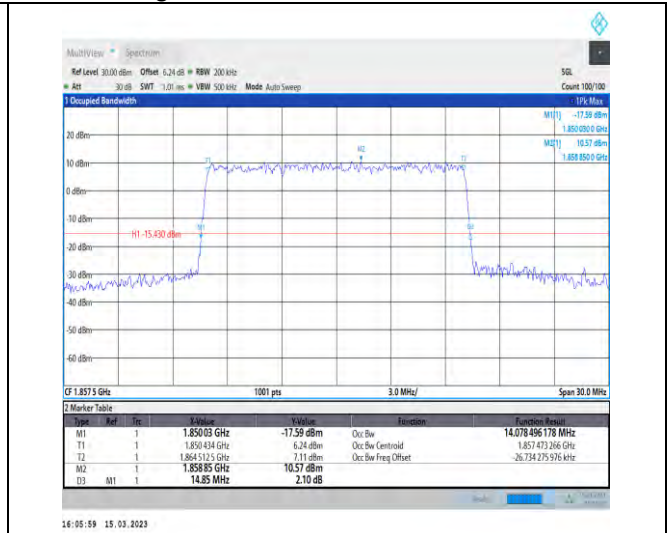 MultiView Spectrum
Ref Level 30.00 dBm Offset 6.24 dB RBW 200 kHz SGL
Att 30 dB SWT 1.01 ms VBW 500 kHz Mode Auto Sweep Count 100/100
1 Occupied Bandwidth 1Pk Max
M1[1] -17.59 dBm
1.850 030 0 GHz
M2[1] 10.57 dBm
1.858 850 0 GHz
20 dBm
M2
T1 T2
10 dBm
0 dBm
-10 dBm
M1
H1 -15.430 dBm
-20 dBm
-30 dBm
-40 dBm
-50 dBm
-60 dBm
CF 1.857 5 GHz 1001 pts 3.0 MHz/ Span 30.0 MHz
2 Marker Table
Type Ref Trc X-Value Y-Value Function Function Result
M1 1 1.85003 GHz -17.59 dBm Occ Bw 14.078 496 178 MHz
T1 1 1.850 434 GHz 6.24 dBm Occ Bw Centroid 1.857 473 266 GHz
T2 1 1.864 512 5 GHz 7.11 dBm Occ Bw Freq Offset -26.734 275 976 kHz
M2 1 1.858 85 GHz 10.57 dBm
D3 M1 1 14.85 MHz 2.10 dB
16:05:59 15.03.2023